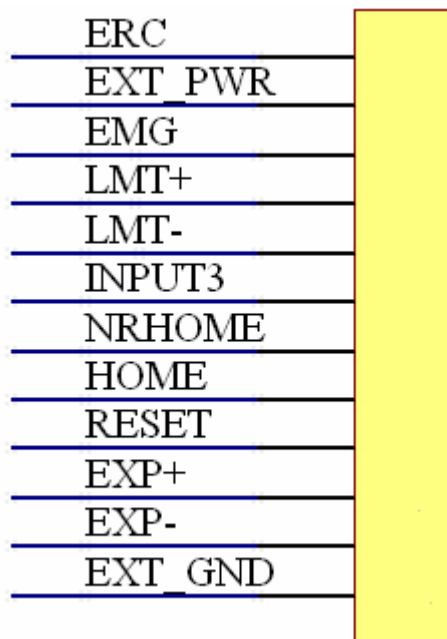 ERC
EXT_PWR
EMG
LMT+
LMT-
INPUT3
NRHOME
HOME
RESET
EXP+
EXP-
EXT_GND